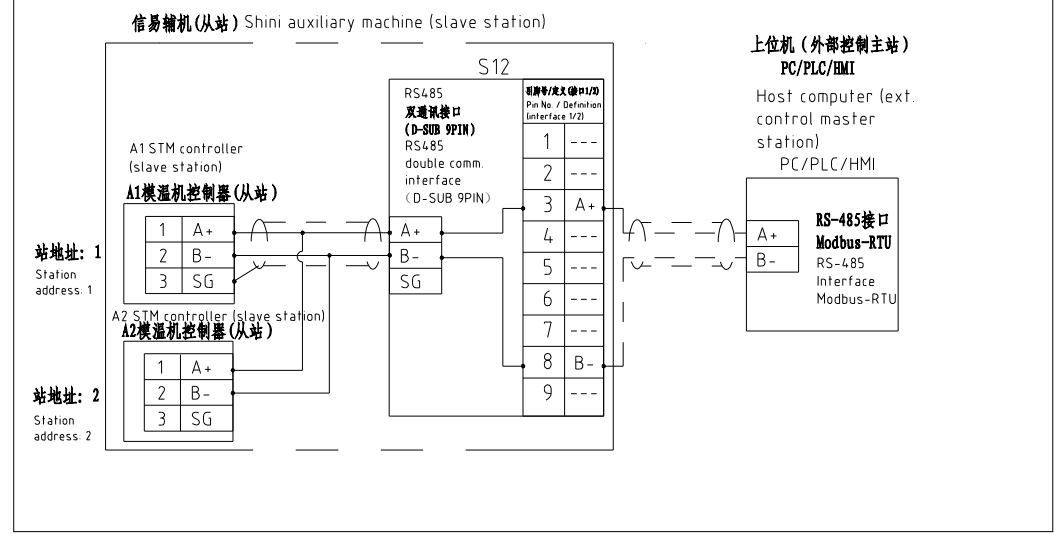 信易辅机(从站) Shini auxiliary machine (slave station)
上位机 (外部控制主站)
PC/PLC/HMI
Host computer (ext.
control master
station)
PC/PLC/HMI
S12
RS485
双通讯接口
(D-SUB 9PIN)
RS485
double comm.
interface
(D-SUB 9PIN)
引脚号/定义(接口1/2)
Pin No. / Definition
(interface 1/2)
1 ---
2 ---
3 A+
4 ---
5 ---
6 ---
7 ---
8 B-
9 ---
A1 STM controller
(slave station)
A1模温机控制器(从站)
1 A+
2 B-
3 SG
站地址: 1
Station
address: 1
A2 STM controller (slave station)
A2模温机控制器(从站)
1 A+
2 B-
3 SG
站地址: 2
Station
address: 2
A+
B-
SG
A+
B-
RS-485接口
Modbus-RTU
RS-485
Interface
Modbus-RTU